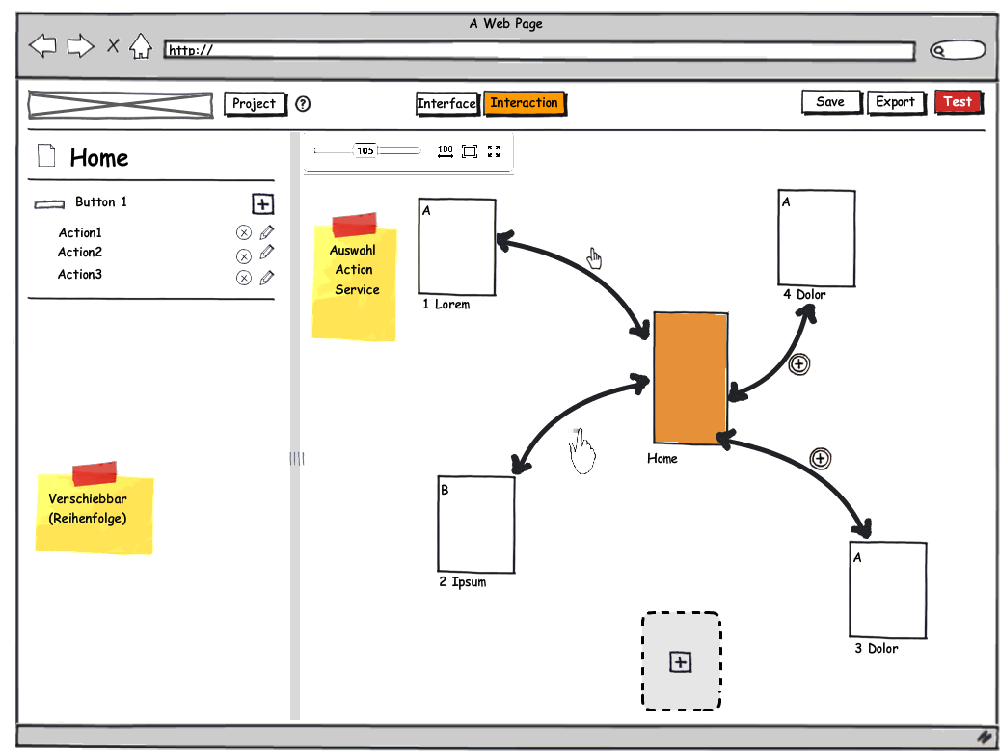 A Web Page
http://
Project
?
Interface
Interaction
Save
Export
Test
Home
Button 1
Action1
Action2
Action3
105
100
Auswahl
Action
Service
A
1 Lorem
A
4 Dolor
Home
B
2 Ipsum
A
3 Dolor
Verschiebbar
(Reihenfolge)